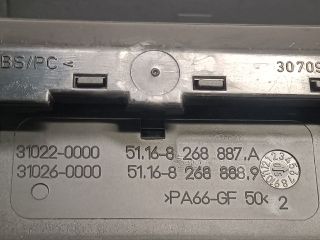 BS/PC<
30709
31022-0000 51.16-8 268 887.A
31026-0000 51.16-8 268 888.9
>PA66-GF 50< 2